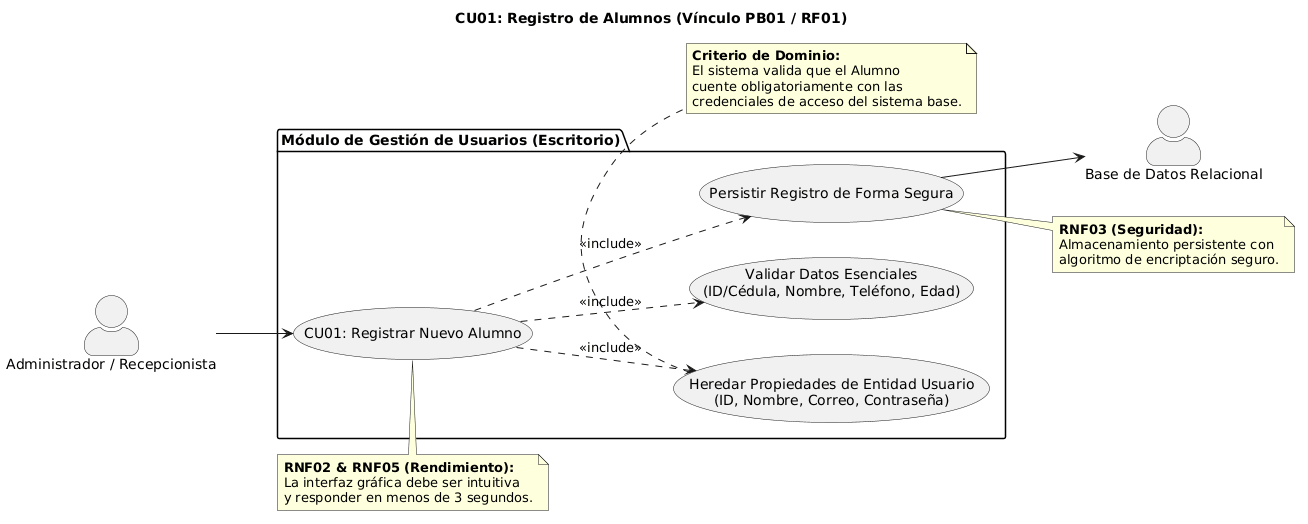 CU01: Registro de Alumnos (Vínculo PB01 / RF01)
Criterio de Dominio:
El sistema valida que el Alumno
cuente obligatoriamente con las
credenciales de acceso del sistema base.
Módulo de Gestión de Usuarios (Escritorio)
Base de Datos Relacional
Persistir Registro de Forma Segura
RNF03 (Seguridad):
Almacenamiento persistente con
algoritmo de encriptación seguro.
«include»
Validar Datos Esenciales
(ID/Cédula, Nombre, Teléfono, Edad)
«include»
CU01: Registrar Nuevo Alumno
«include»
Administrador / Recepcionista
Heredar Propiedades de Entidad Usuario
(ID, Nombre, Correo, Contraseña)
RNF02 & RNF05 (Rendimiento):
La interfaz gráfica debe ser intuitiva
y responder en menos de 3 segundos.